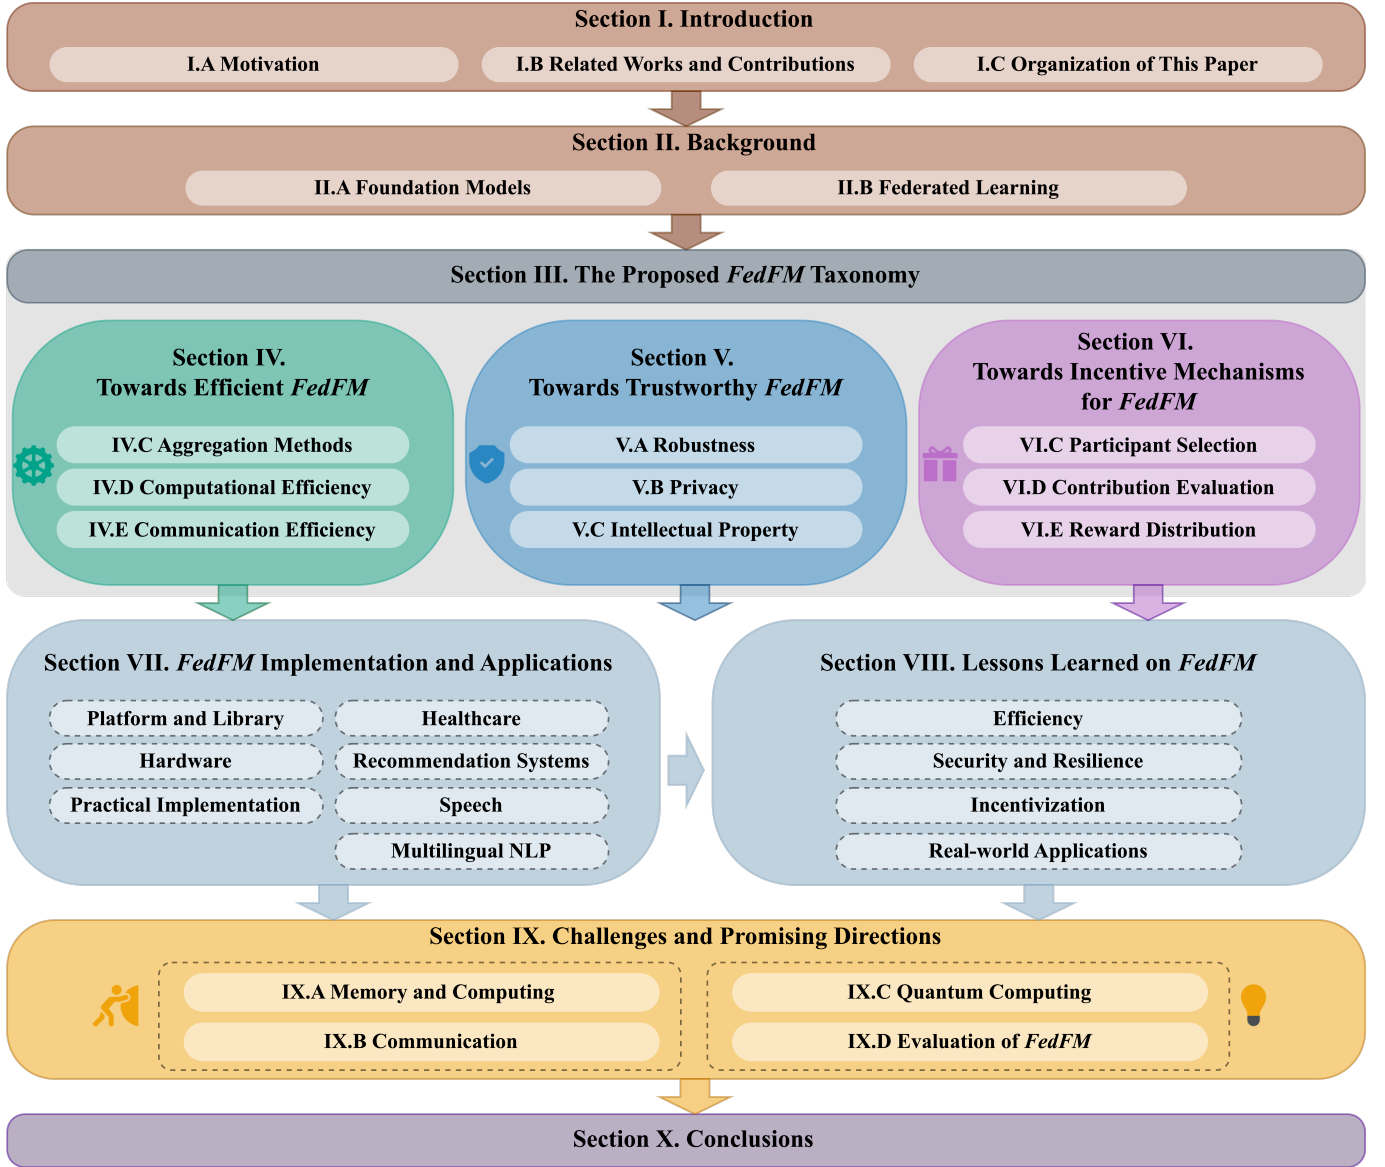 Section I. Introduction
I.A Motivation
I.B Related Works and Contributions
I.C Organization of This Paper
Section II. Background
II.A Foundation Models
II.B Federated Learning
Section III. The Proposed FedFM Taxonomy
Section IV.
Towards Efficient FedFM
IV.C Aggregation Methods
IV.D Computational Efficiency
IV.E Communication Efficiency
Section V.
Towards Trustworthy FedFM
V.A Robustness
V.B Privacy
V.C Intellectual Property
Section VI.
Towards Incentive Mechanisms
for FedFM
VI.C Participant Selection
VI.D Contribution Evaluation
VI.E Reward Distribution
Section VII. FedFM Implementation and Applications
Platform and Library
Hardware
Practical Implementation
Healthcare
Recommendation Systems
Speech
Multilingual NLP
Section VIII. Lessons Learned on FedFM
Efficiency
Security and Resilience
Incentivization
Real-world Applications
Section IX. Challenges and Promising Directions
IX.A Memory and Computing
IX.B Communication
IX.C Quantum Computing
IX.D Evaluation of FedFM
Section X. Conclusions